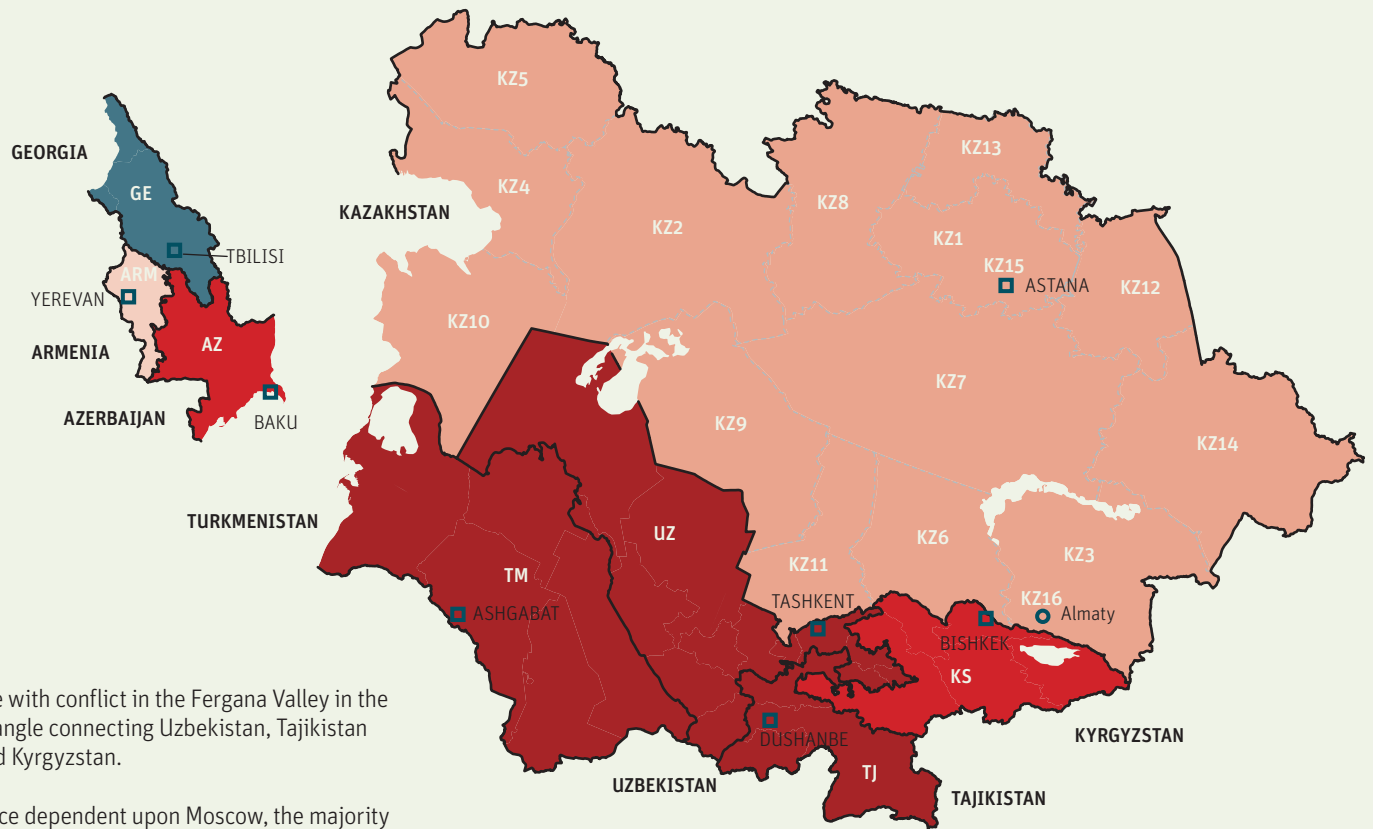 KZ5
KZ13
GEORGIA
KZ4
GE
KZ8
KAZAKHSTAN
KZ2
KZ1
TBILISI
KZ15
ARM
ASTANA
KZ12
YEREVAN
KZ10
AZ
ARMENIA
KZ7
AZERBAIJAN
BAKU
KZ9
KZ14
TURKMENISTAN
UZ
KZ6
KZ3
KZ11
TM
TASHKENT
KZ16
ASHGABAT
Almaty
BISHKEK
KS
e with conflict in the Fergana Valley in the
angle connecting Uzbekistan, Tajikistan
d Kyrgyzstan.
KYRGYZSTAN
DUSHANBE
TJ
UZBEKISTAN
TAJIKISTAN
ce dependent upon Moscow, the majority